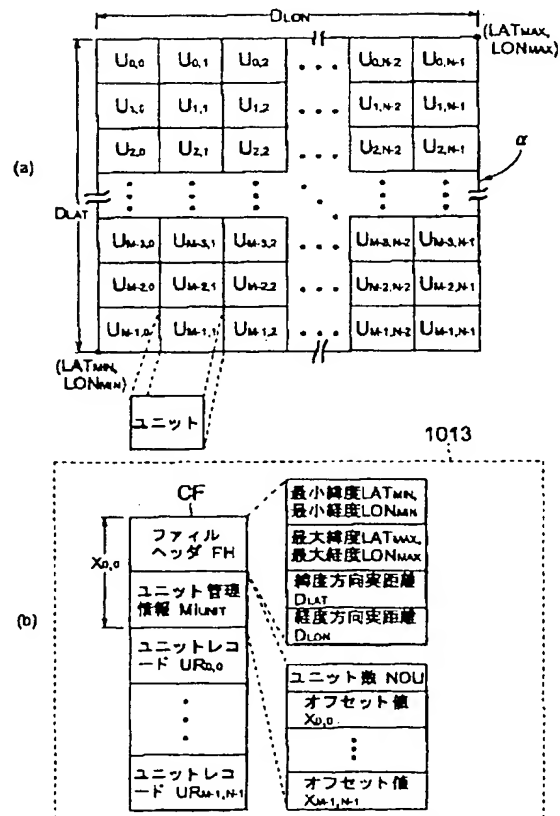 DLON
(LATMAX,
LONMAX)
(a)
U0,0 U0,1 U0,2 ・・・ U0,N-2 U0,N-1
U1,0 U1,1 U1,2 ・・・ U1,N-2 U1,N-1
U2,0 U2,1 U2,2 ・・・ U2,N-2 U2,N-1
α
DLAT
UM-3,0 UM-3,1 UM-3,2 ・・・ UM-3,N-2 UM-3,N-1
UM-2,0 UM-2,1 UM-2,2 ・・・ UM-2,N-2 UM-2,N-1
UM-1,0 UM-1,1 UM-1,2 ・・・ UM-1,N-2 UM-1,N-1
(LATMIN,
LONMIN)
ユニット
1013
(b)
CF
X0,0
ファイル
ヘッダ FH
ユニット管理
情報 MIUNIT
ユニットレコ
ード UR0,0
ユニットレコ
ード URM-1,N-1
最小緯度LATMIN,
最小経度LONMIN
最大緯度LATMAX,
最大経度LONMAX
緯度方向実距離
DLAT
経度方向実距離
DLON
ユニット数 NOU
オフセット値
X0,0
オフセット値
XM-1,N-1